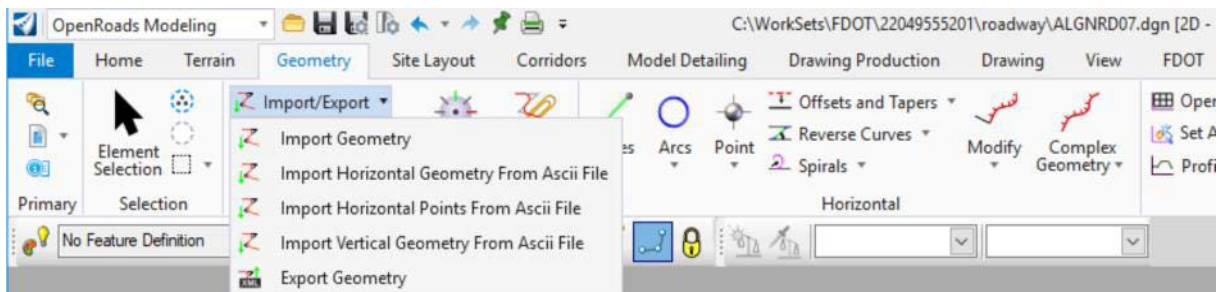 OpenRoads Modeling C:\WorkSets\FDOT\22049555201\roadway\ALGNRD07.dgn [2D -
File Home Terrain Geometry Site Layout Corridors Model Detailing Drawing Production Drawing View FDOT
Import/Export Offsets and Tapers
Import Geometry Reverse Curves
Element Selection Arcs Point Modify Complex Geometry
Import Horizontal Geometry From Ascii File Spirals
Primary Selection Import Horizontal Points From Ascii File Horizontal
No Feature Definition Import Vertical Geometry From Ascii File
XML Export Geometry